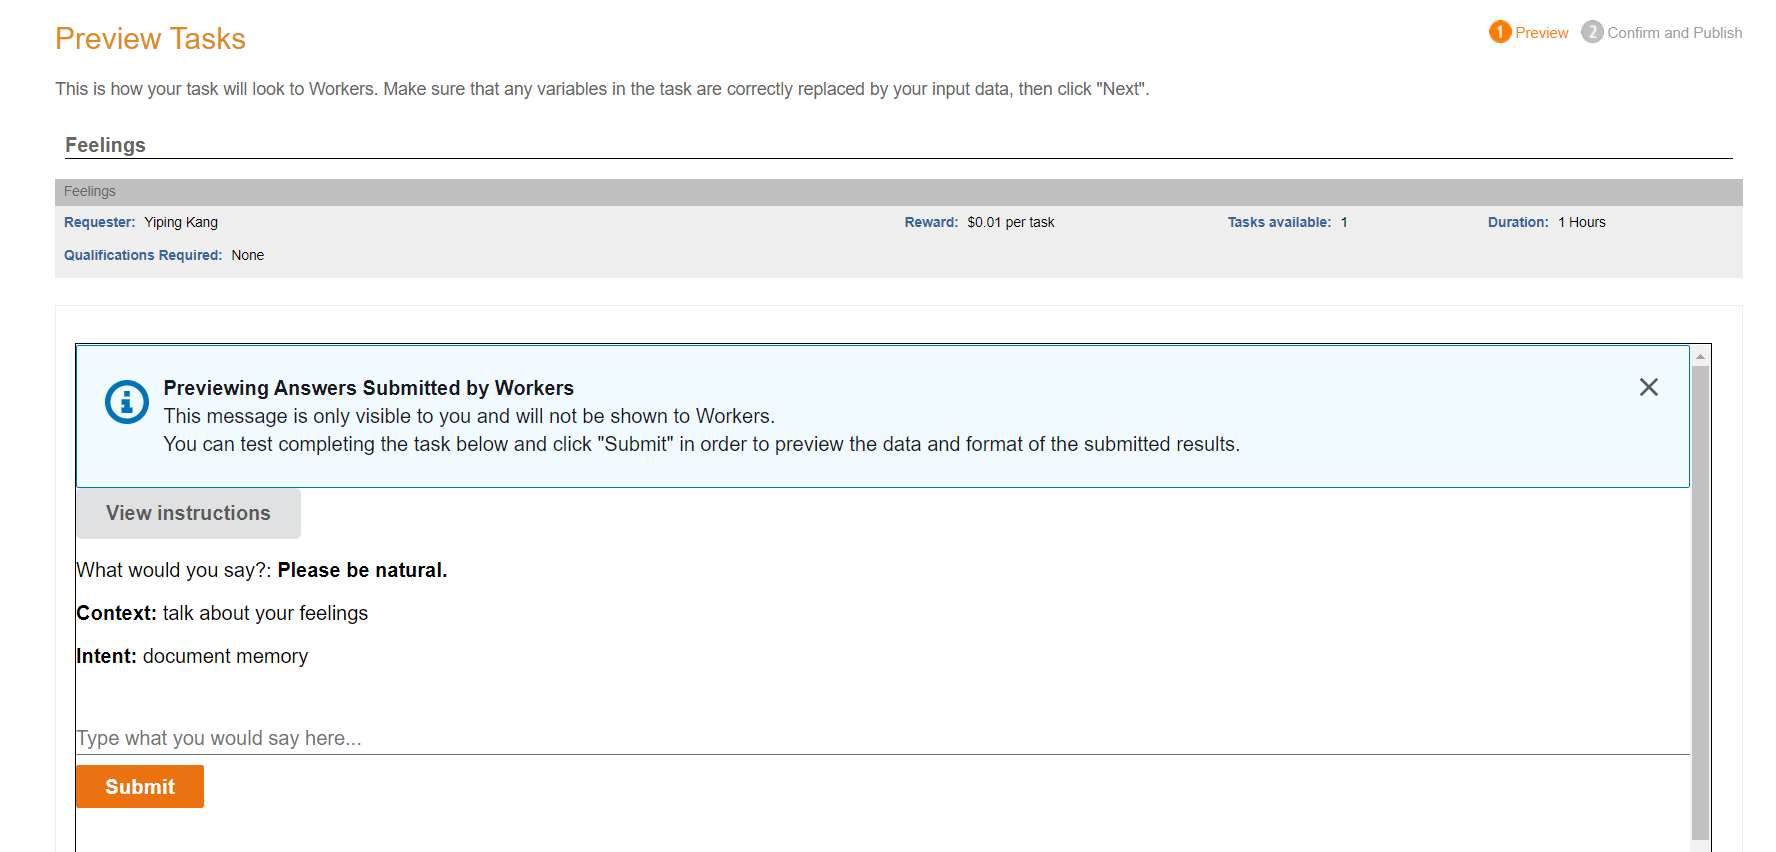 Preview Tasks
1 Preview 2 Confirm and Publish
This is how your task will look to Workers. Make sure that any variables in the task are correctly replaced by your input data, then click "Next".
Feelings
Feelings
Requester: Yiping Kang Reward: $0.01 per task Tasks available: 1 Duration: 1 Hours
Qualifications Required: None
Previewing Answers Submitted by Workers
This message is only visible to you and will not be shown to Workers.
You can test completing the task below and click "Submit" in order to preview the data and format of the submitted results.
View instructions
What would you say?: Please be natural.
Context: talk about your feelings
Intent: document memory
Type what you would say here...
Submit